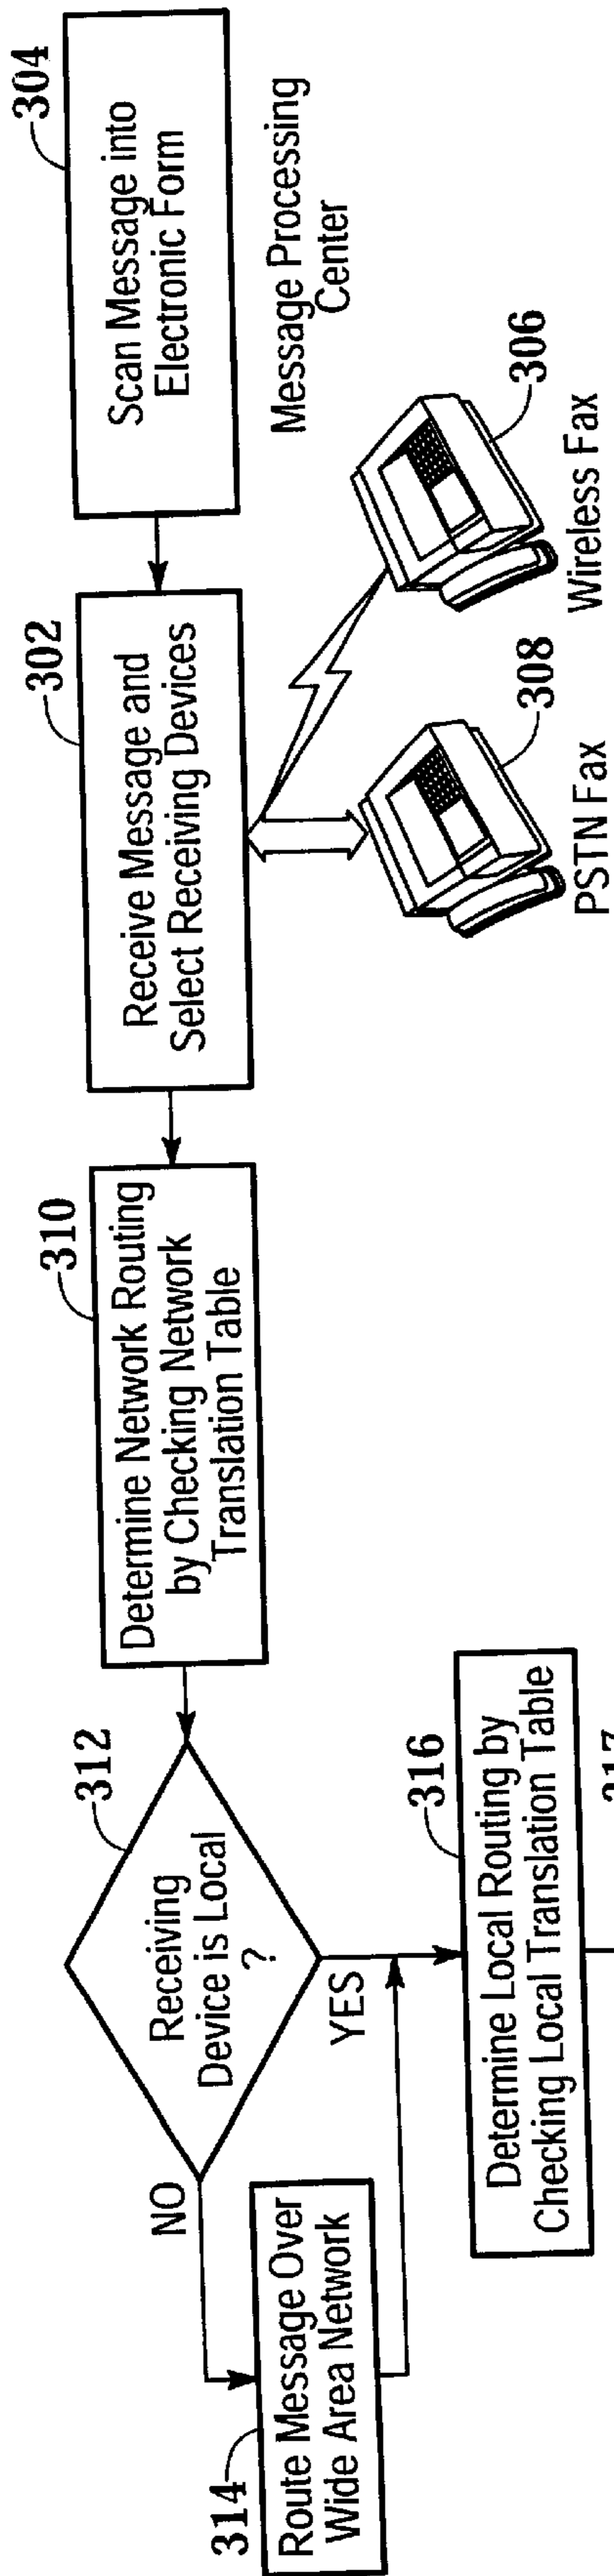 304
Scan Message into
Electronic Form
Message Processing
Center
302
Receive Message and
Select Receiving Devices
306
Wireless Fax
308
PSTN Fax
310
Determine Network Routing
by Checking Network
Translation Table
312
Receiving
Device is Local
?
NO
YES
314
Route Message Over
Wide Area Network
316
Determine Local Routing by
Checking Local Translation Table
317